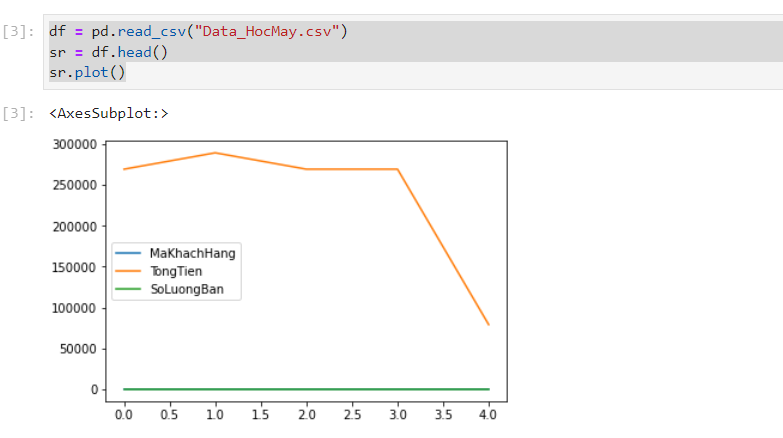 [3]: df = pd.read_csv("Data_HocMay.csv")
sr = df.head()
sr.plot()
[3]: <AxesSubplot:>
300000
250000
200000
150000
100000
50000
0
MaKhachHang
TongTien
SoLuongBan
0.0 0.5 1.0 1.5 2.0 2.5 3.0 3.5 4.0